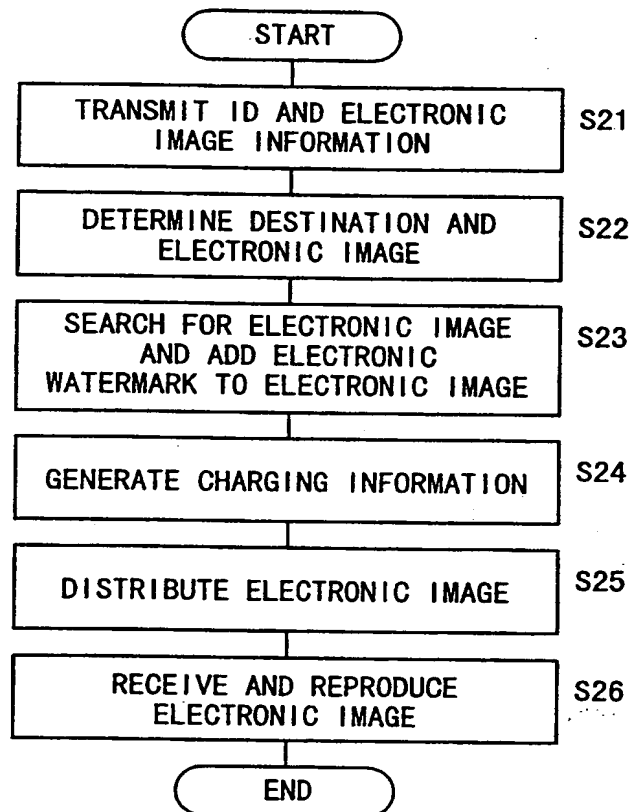 START
TRANSMIT ID AND ELECTRONIC
IMAGE INFORMATION
S21
DETERMINE DESTINATION AND
ELECTRONIC IMAGE
S22
SEARCH FOR ELECTRONIC IMAGE
AND ADD ELECTRONIC
WATERMARK TO ELECTRONIC IMAGE
S23
GENERATE CHARGING INFORMATION
S24
DISTRIBUTE ELECTRONIC IMAGE
S25
RECEIVE AND REPRODUCE
ELECTRONIC IMAGE
S26
END